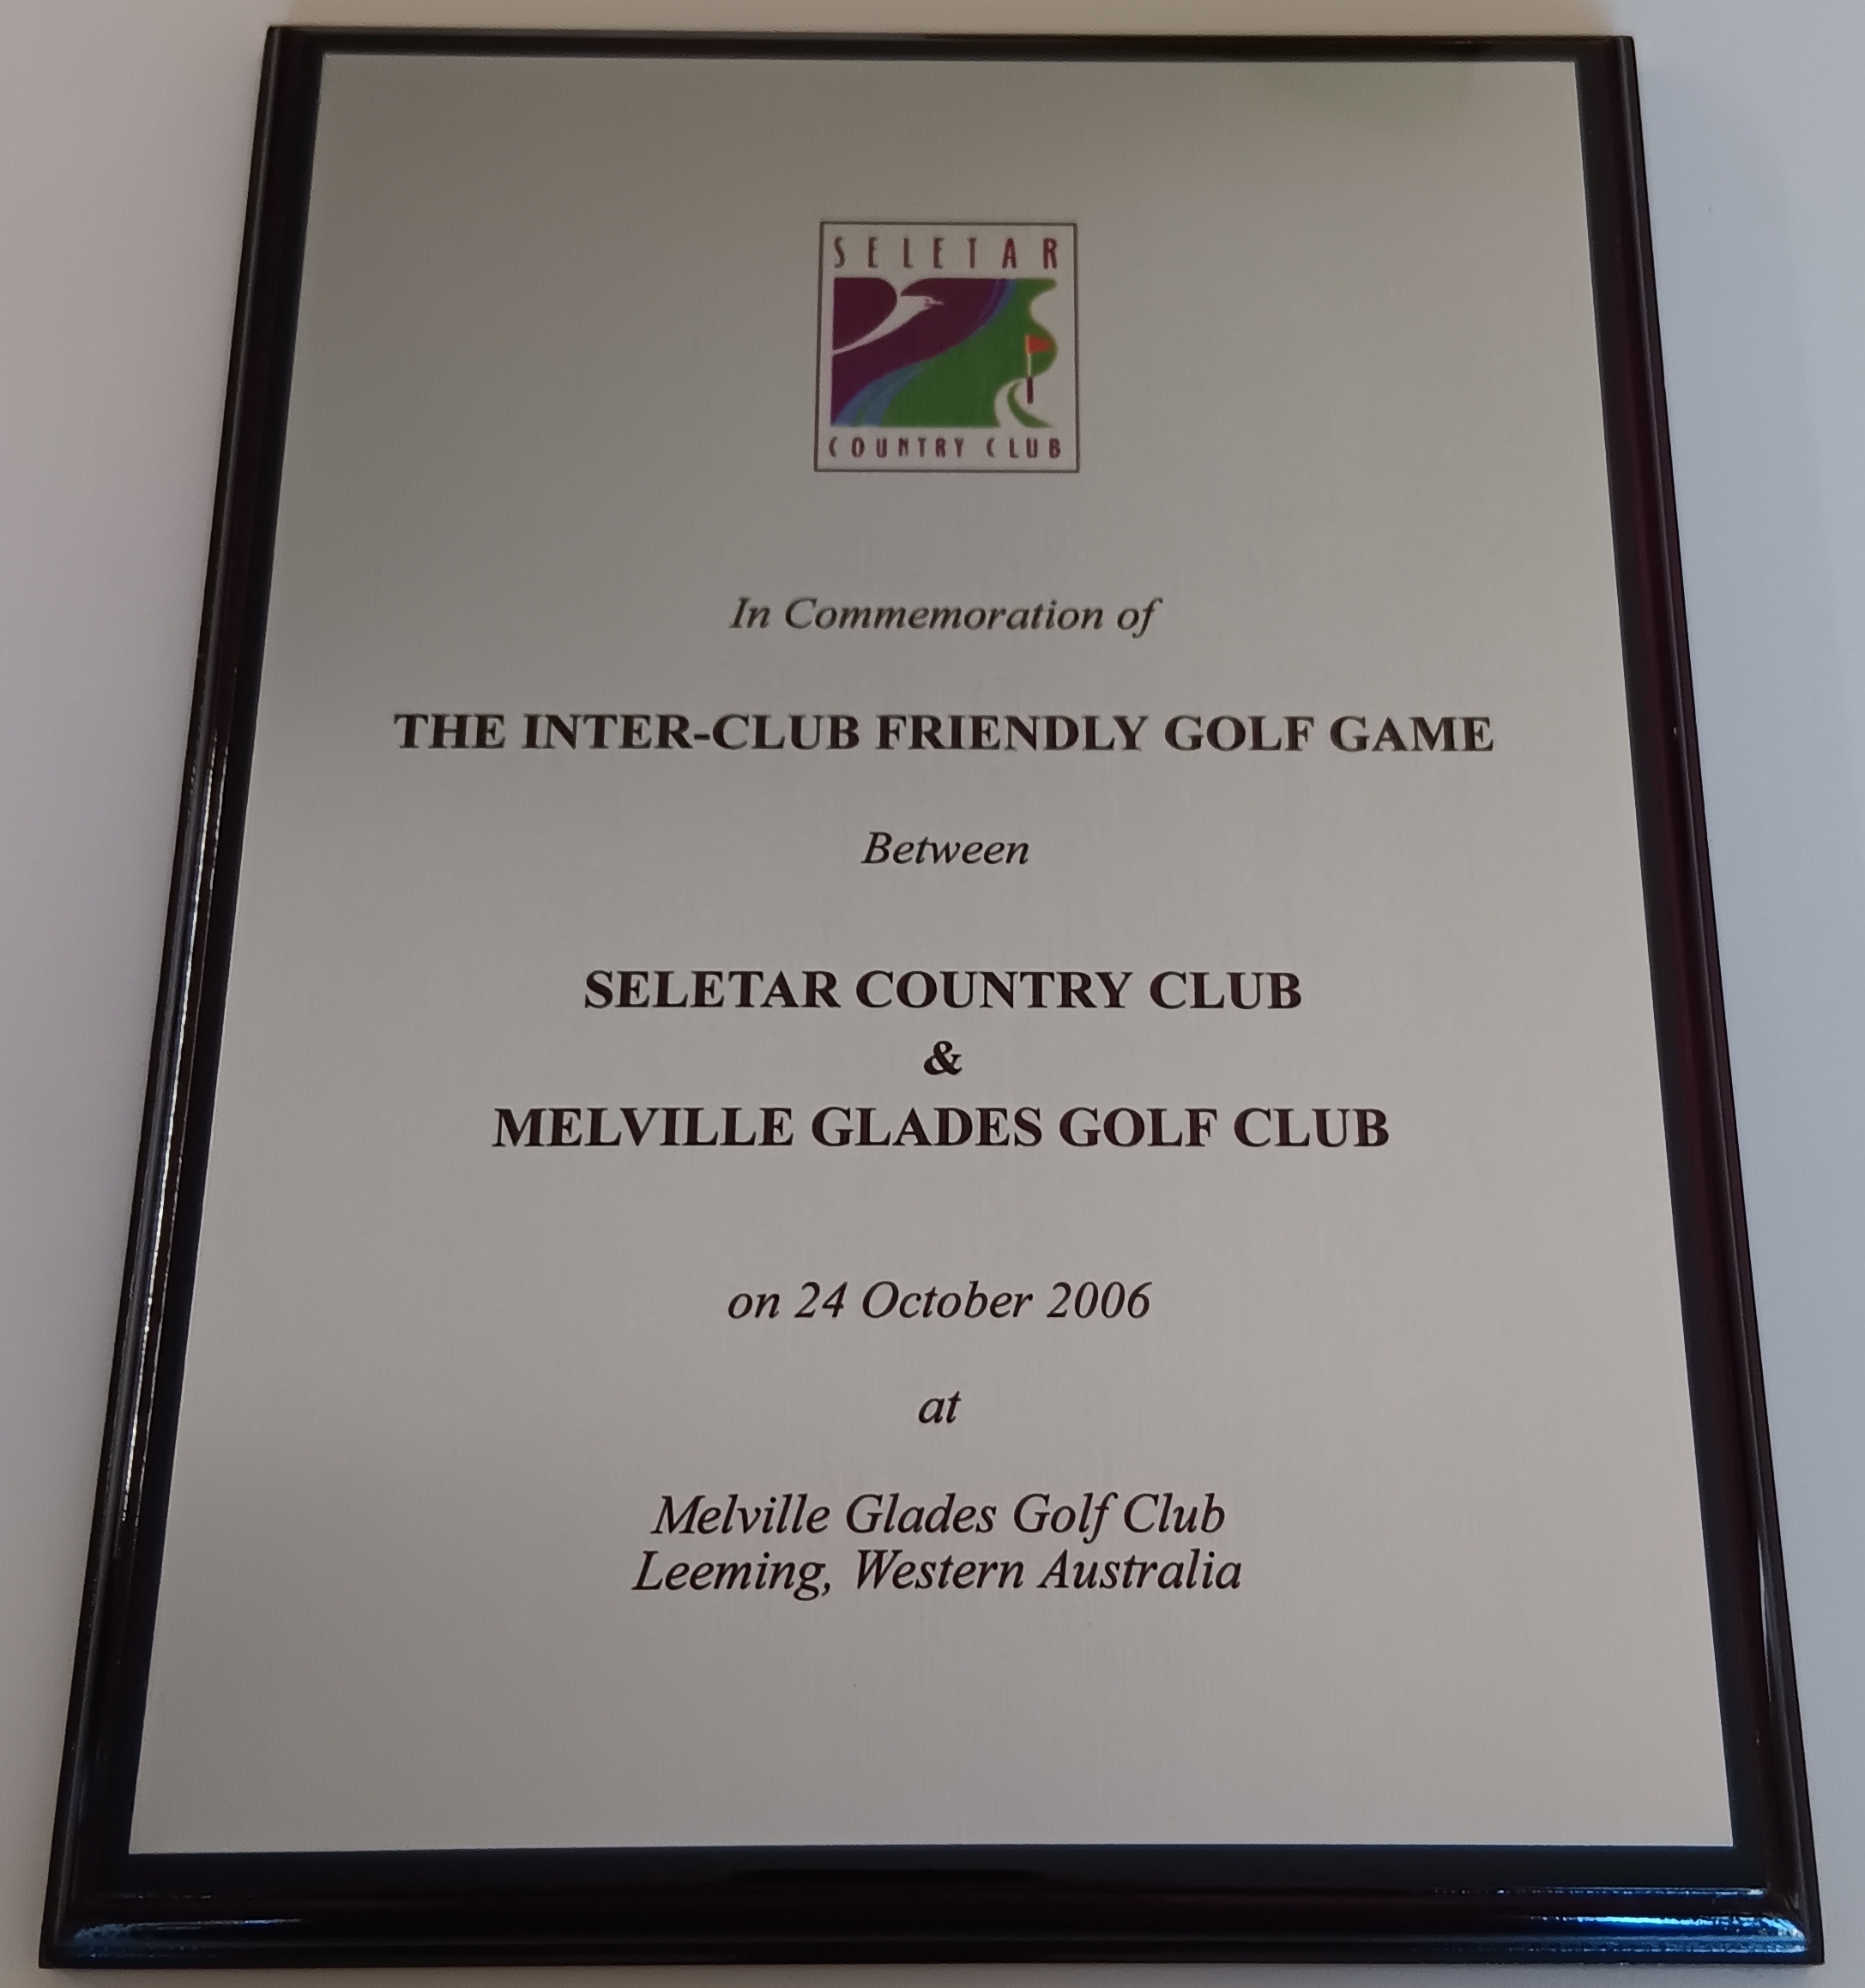 SELETAR
COUNTRY CLUB
In Commemoration of
THE INTER-CLUB FRIENDLY GOLF GAME
Between
SELETAR COUNTRY CLUB
&
MELVILLE GLADES GOLF CLUB
on 24 October 2006
at
Melville Glades Golf Club
Leeming, Western Australia